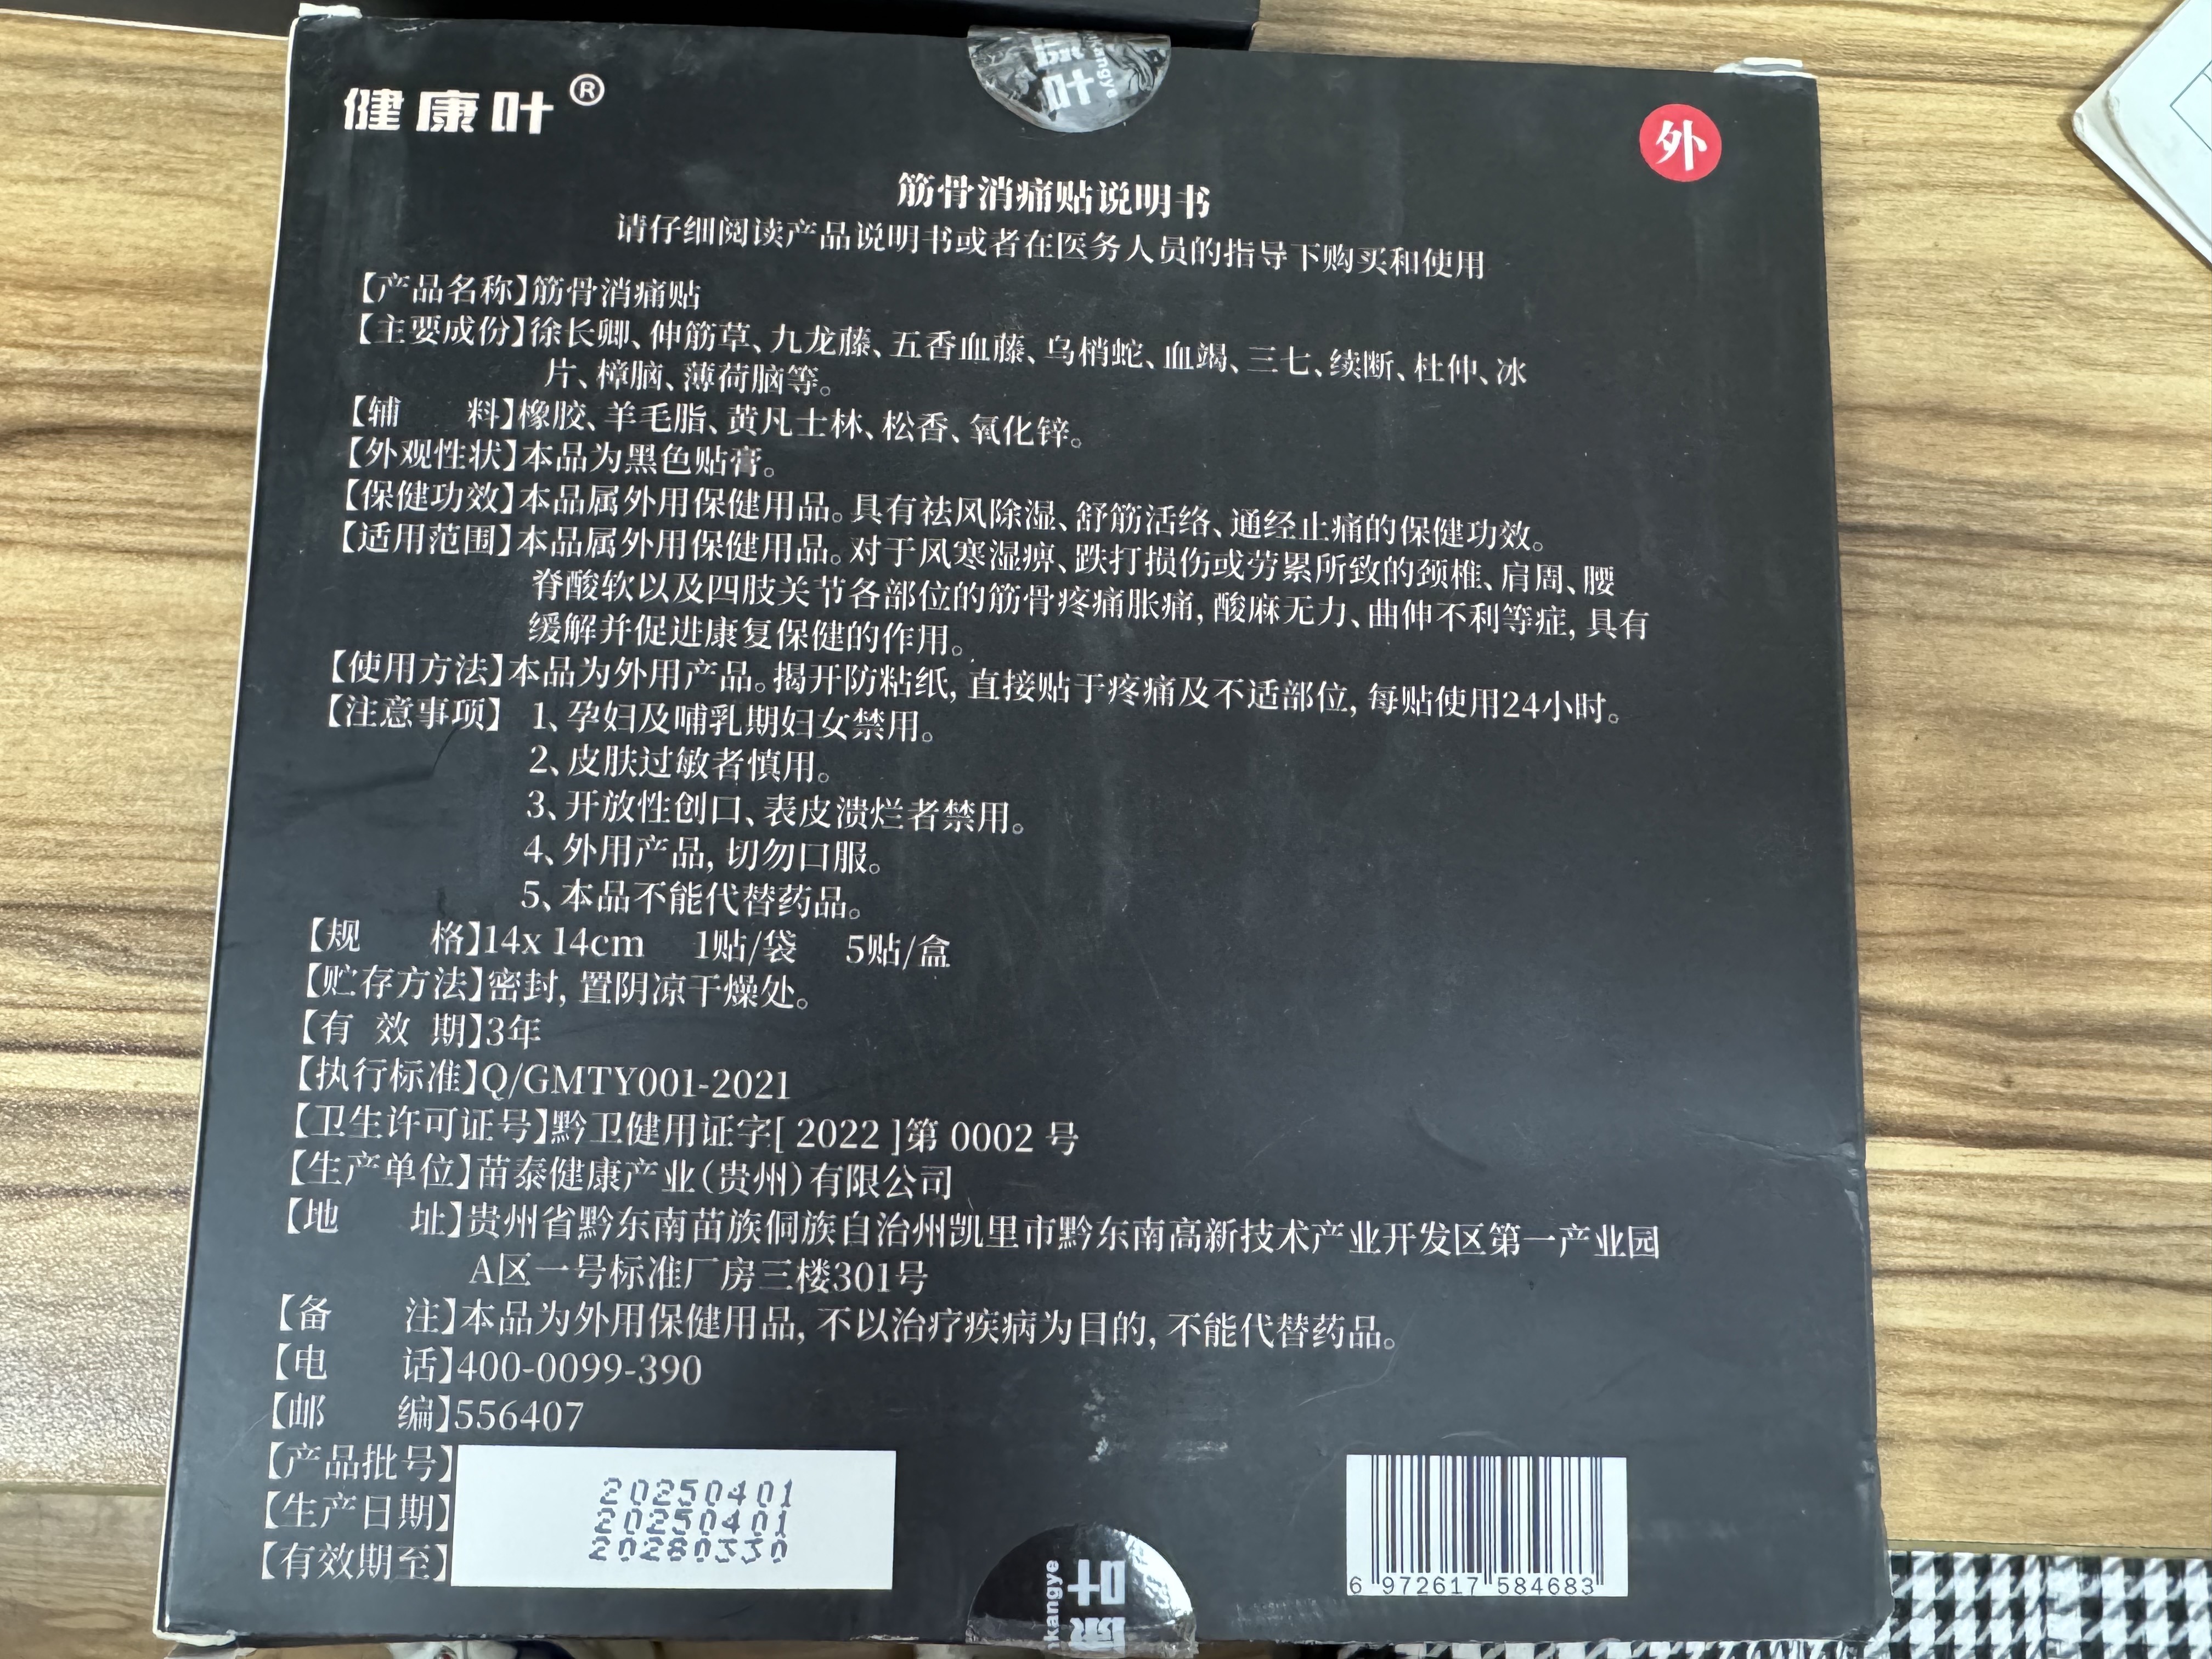 健康叶®
康叶
kangye
外
筋骨消痛贴说明书
请仔细阅读产品说明书或者在医务人员的指导下购买和使用
【产品名称】筋骨消痛贴
【主要成份】徐长卿、伸筋草、九龙藤、五香血藤、乌梢蛇、血竭、三七、续断、杜仲、冰
片、樟脑、薄荷脑等。
【辅 料】橡胶、羊毛脂、黄凡士林、松香、氧化锌。
【外观性状】本品为黑色贴膏。
【保健功效】本品属外用保健用品。具有祛风除湿、舒筋活络、通经止痛的保健功效。
【适用范围】本品属外用保健用品。对于风寒湿痹、跌打损伤或劳累所致的颈椎、肩周、腰
脊酸软以及四肢关节各部位的筋骨疼痛胀痛,酸麻无力、曲伸不利等症,具有
缓解并促进康复保健的作用。
【使用方法】本品为外用产品。揭开防粘纸,直接贴于疼痛及不适部位,每贴使用24小时。
【注意事项】 1、孕妇及哺乳期妇女禁用。
2、皮肤过敏者慎用。
3、开放性创口、表皮溃烂者禁用。
4、外用产品,切勿口服。
5、本品不能代替药品。
【规 格】14x 14cm 1贴/袋 5贴/盒
【贮存方法】密封,置阴凉干燥处。
【有 效 期】3年
【执行标准】Q/GMTY001-2021
【卫生许可证号】黔卫健用证字[ 2022 ]第 0002 号
【生产单位】苗泰健康产业(贵州)有限公司
【地 址】贵州省黔东南苗族侗族自治州凯里市黔东南高新技术产业开发区第一产业园
A区一号标准厂房三楼301号
【备 注】本品为外用保健用品,不以治疗疾病为目的,不能代替药品。
【电 话】400-0099-390
【邮 编】556407
【产品批号】20250401
【生产日期】20250401
【有效期至】20280330
6 972617 584683
kangye
康叶